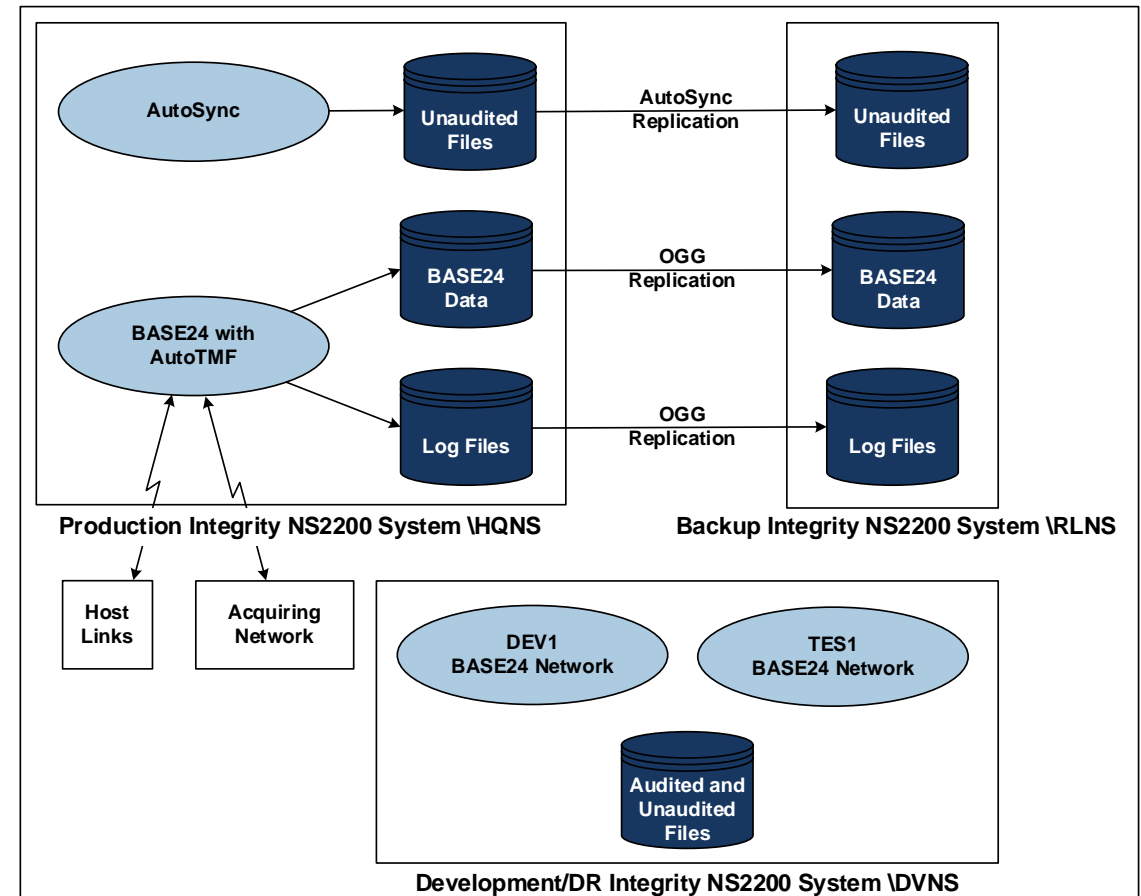 AutoSync
Unaudited
Files
AutoSync
Replication
Unaudited
Files
BASE24 with
AutoTMF
BASE24
Data
OGG
Replication
BASE24
Data
Log Files
OGG
Replication
Log Files
Production Integrity NS2200 System \HQNS
Backup Integrity NS2200 System \RLNS
Host
Links
Acquiring
Network
DEV1
BASE24 Network
TES1
BASE24 Network
Audited and
Unaudited
Files
Development/DR Integrity NS2200 System \DVNS